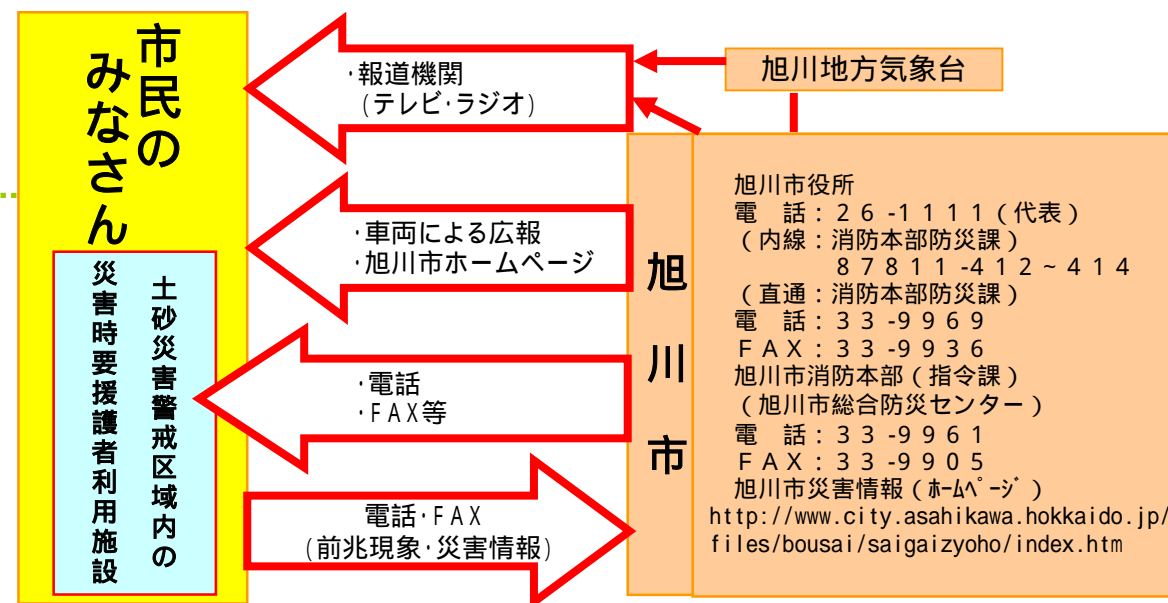 市民の
みなさん
土砂災害警戒区域内の
災害時要援護者利用施設
・報道機関
(テレビ・ラジオ)
・車両による広報
・旭川市ホームページ
・電話
・FAX等
電話・FAX
(前兆現象・災害情報)
旭川地方気象台
旭川市
旭川市役所
電　話：２６-１１１１(代表)
(内線：消防本部防災課)
８７８１１-４１２~４１４
(直通：消防本部防災課)
電　話：３３-９９６９
ＦＡＸ：３３-９９３６
旭川市消防本部(指令課)
(旭川市総合防災センター)
電　話：３３-９９６１
ＦＡＸ：３３-９９０５
旭川市災害情報(ﾎｰﾑﾍﾟｰｼﾞ)
http://www.city.asahikawa.hokkaido.jp/
files/bousai/saigaizyoho/index.htm